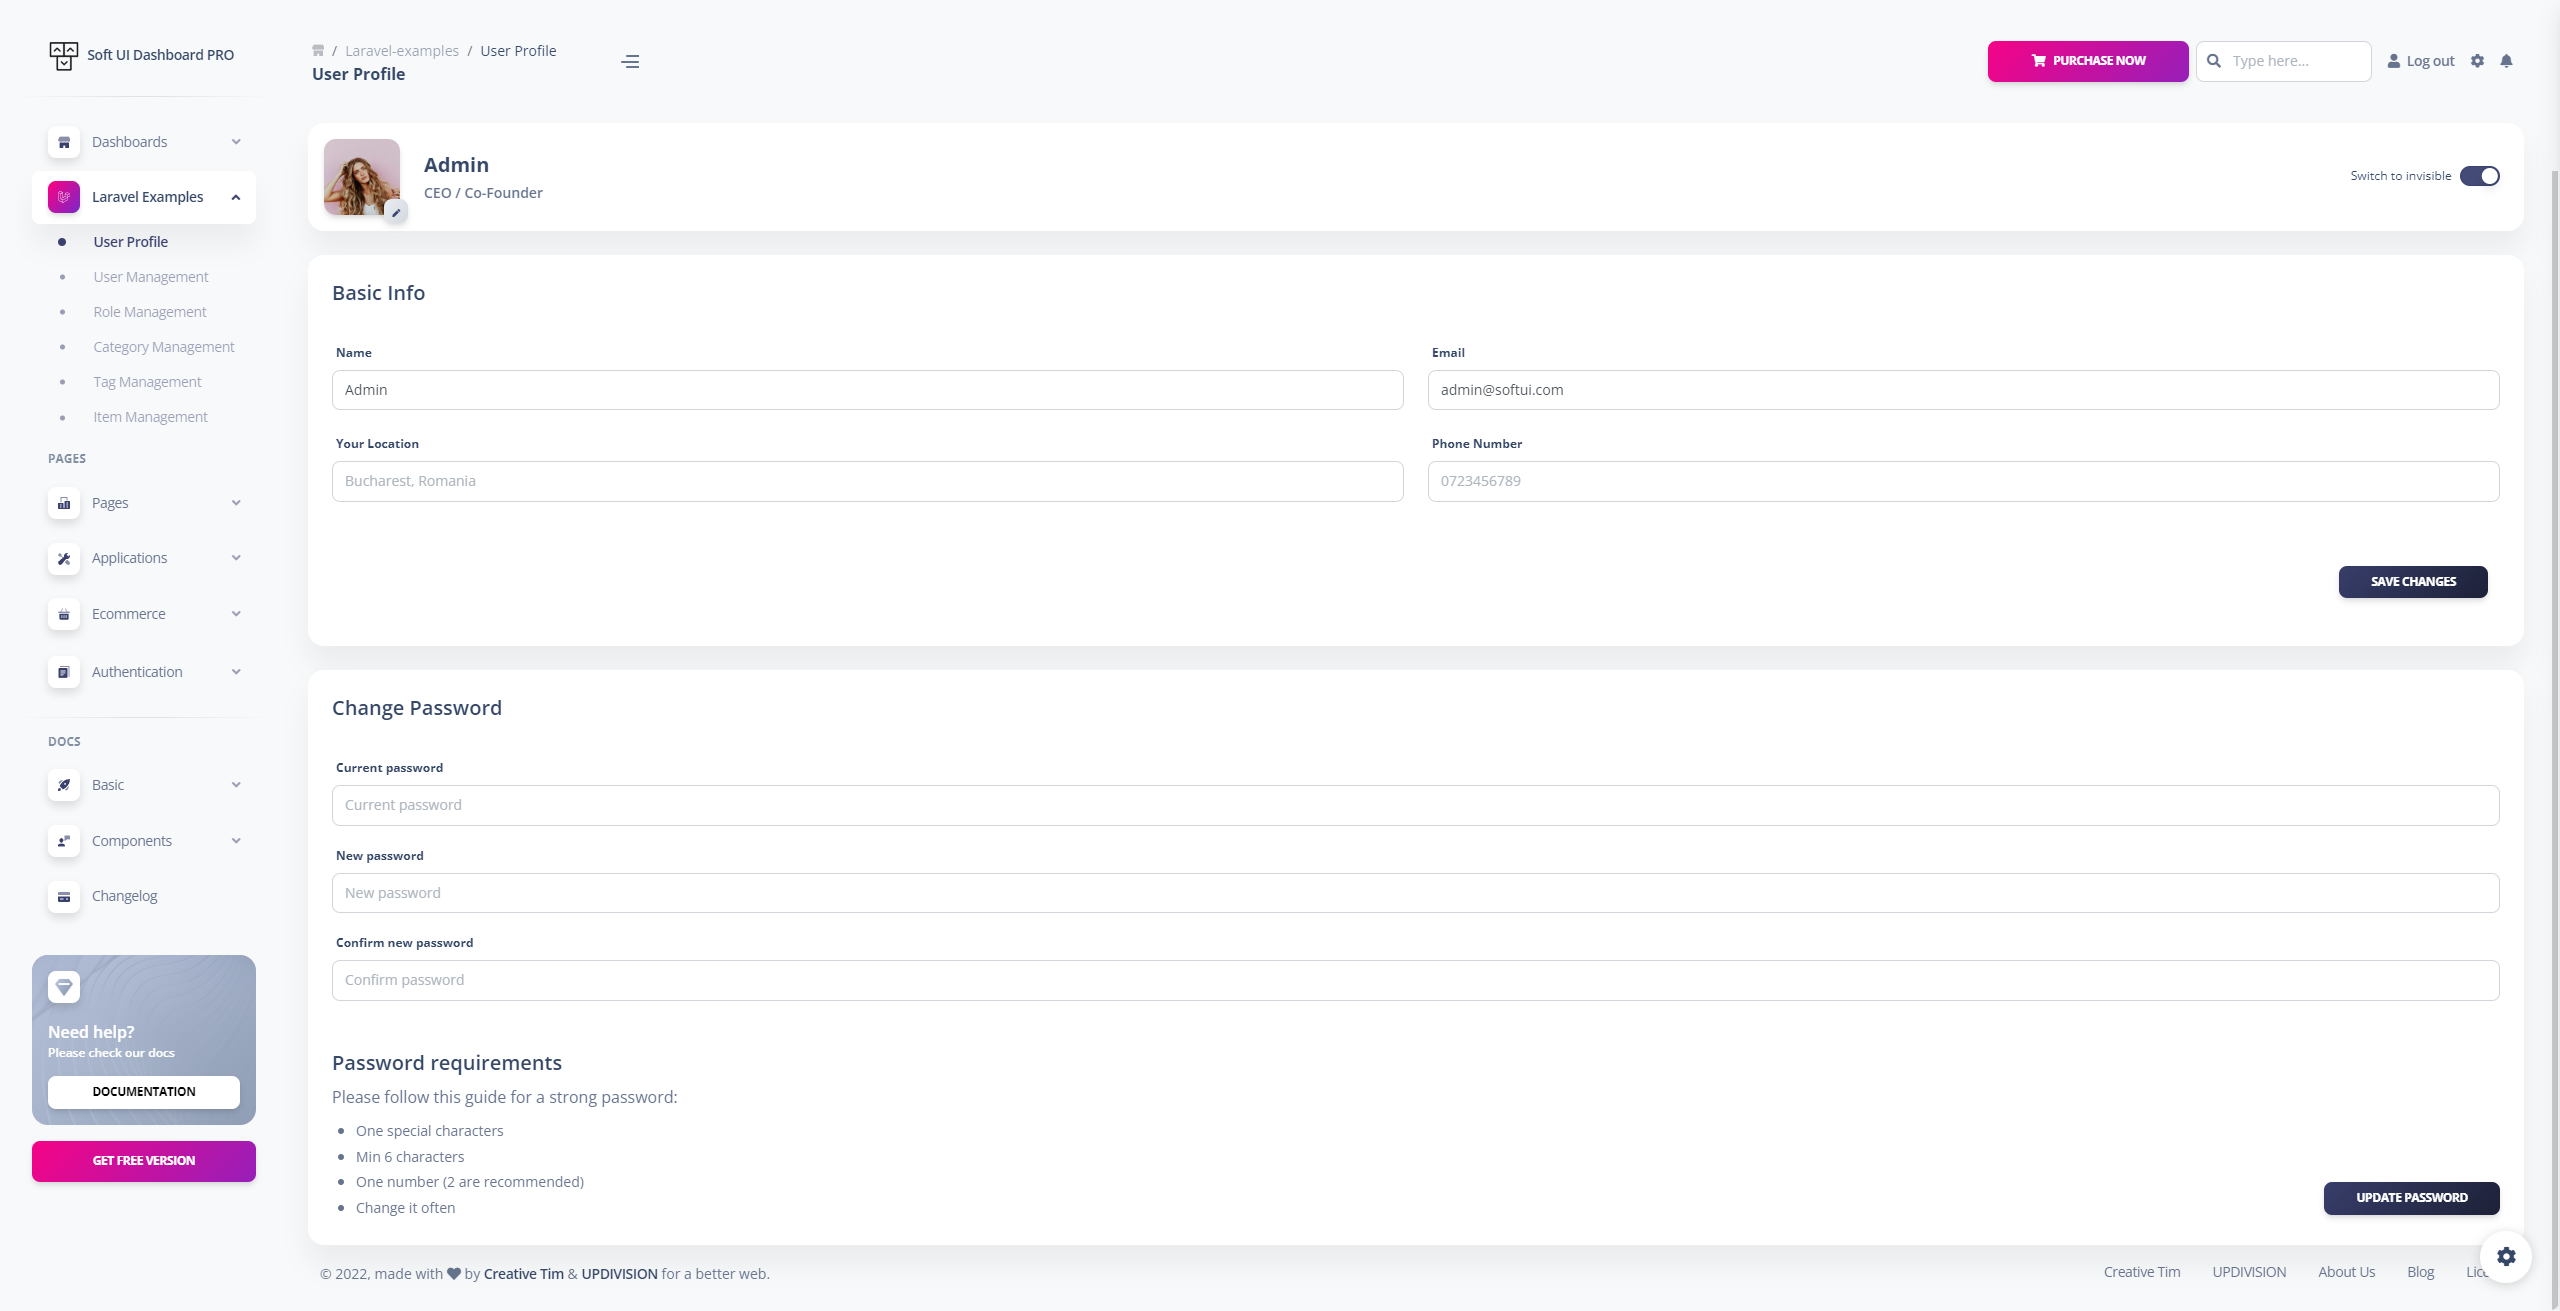 Soft UI Dashboard PRO
Dashboards
Laravel Examples
User Profile
User Management
Role Management
Category Management
Tag Management
Item Management
PAGES
Pages
Applications
Ecommerce
Authentication
DOCS
Basic
Components
Changelog
Need help?
Please check our docs
DOCUMENTATION
GET FREE VERSION
/ Laravel-examples / User Profile
User Profile
PURCHASE NOW
Type here...
Log out
Admin
CEO / Co-Founder
Switch to invisible
Basic Info
Name
Admin
Email
admin@softui.com
Your Location
Bucharest, Romania
Phone Number
0723456789
SAVE CHANGES
Change Password
Current password
Current password
New password
New password
Confirm new password
Confirm password
Password requirements
Please follow this guide for a strong password:
One special characters
Min 6 characters
One number (2 are recommended)
Change it often
UPDATE PASSWORD
© 2022, made with by Creative Tim & UPDIVISION for a better web.
Creative Tim
UPDIVISION
About Us
Blog